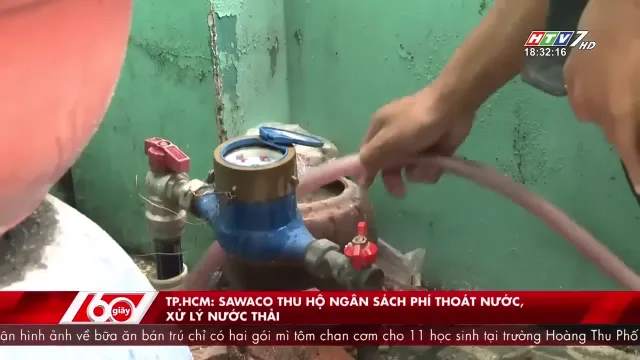 HTV7 HD
18:32:16
60 giây
TP.HCM: SAWACO THU HỘ NGÂN SÁCH PHÍ THOÁT NƯỚC,
XỬ LÝ NƯỚC THẢI
ân hình ảnh về bữa ăn bán trú chỉ có hai gói mì tôm chan cơm cho 11 học sinh tại trường Hoàng Thu Phố